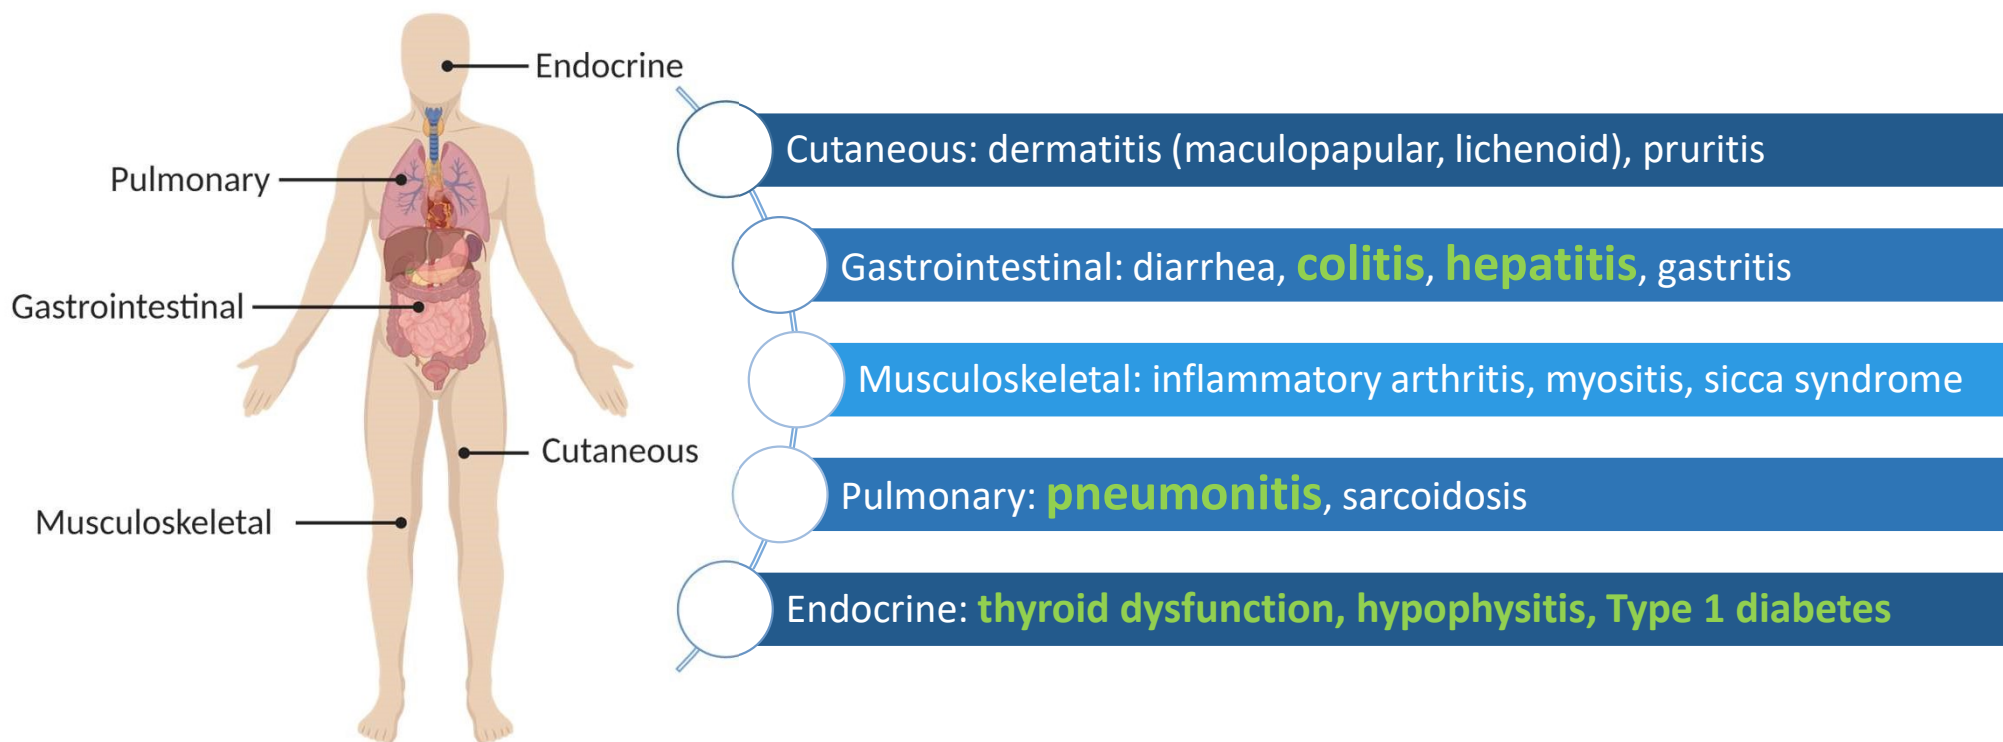 Endocrine
Pulmonary
Gastrointestinal
Cutaneous
Musculoskeletal
Cutaneous: dermatitis (maculopapular, lichenoid), pruritis
Gastrointestinal: diarrhea, colitis, hepatitis, gastritis
Musculoskeletal: inflammatory arthritis, myositis, sicca syndrome
Pulmonary: pneumonitis, sarcoidosis
Endocrine: thyroid dysfunction, hypophysitis, Type 1 diabetes